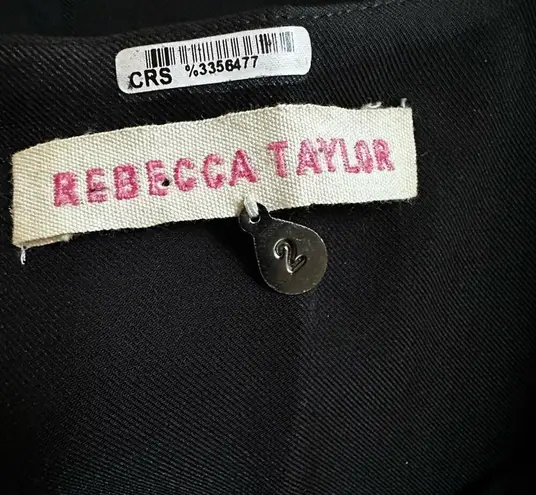 CRS %3356477
REBECCA TAYLOR
2